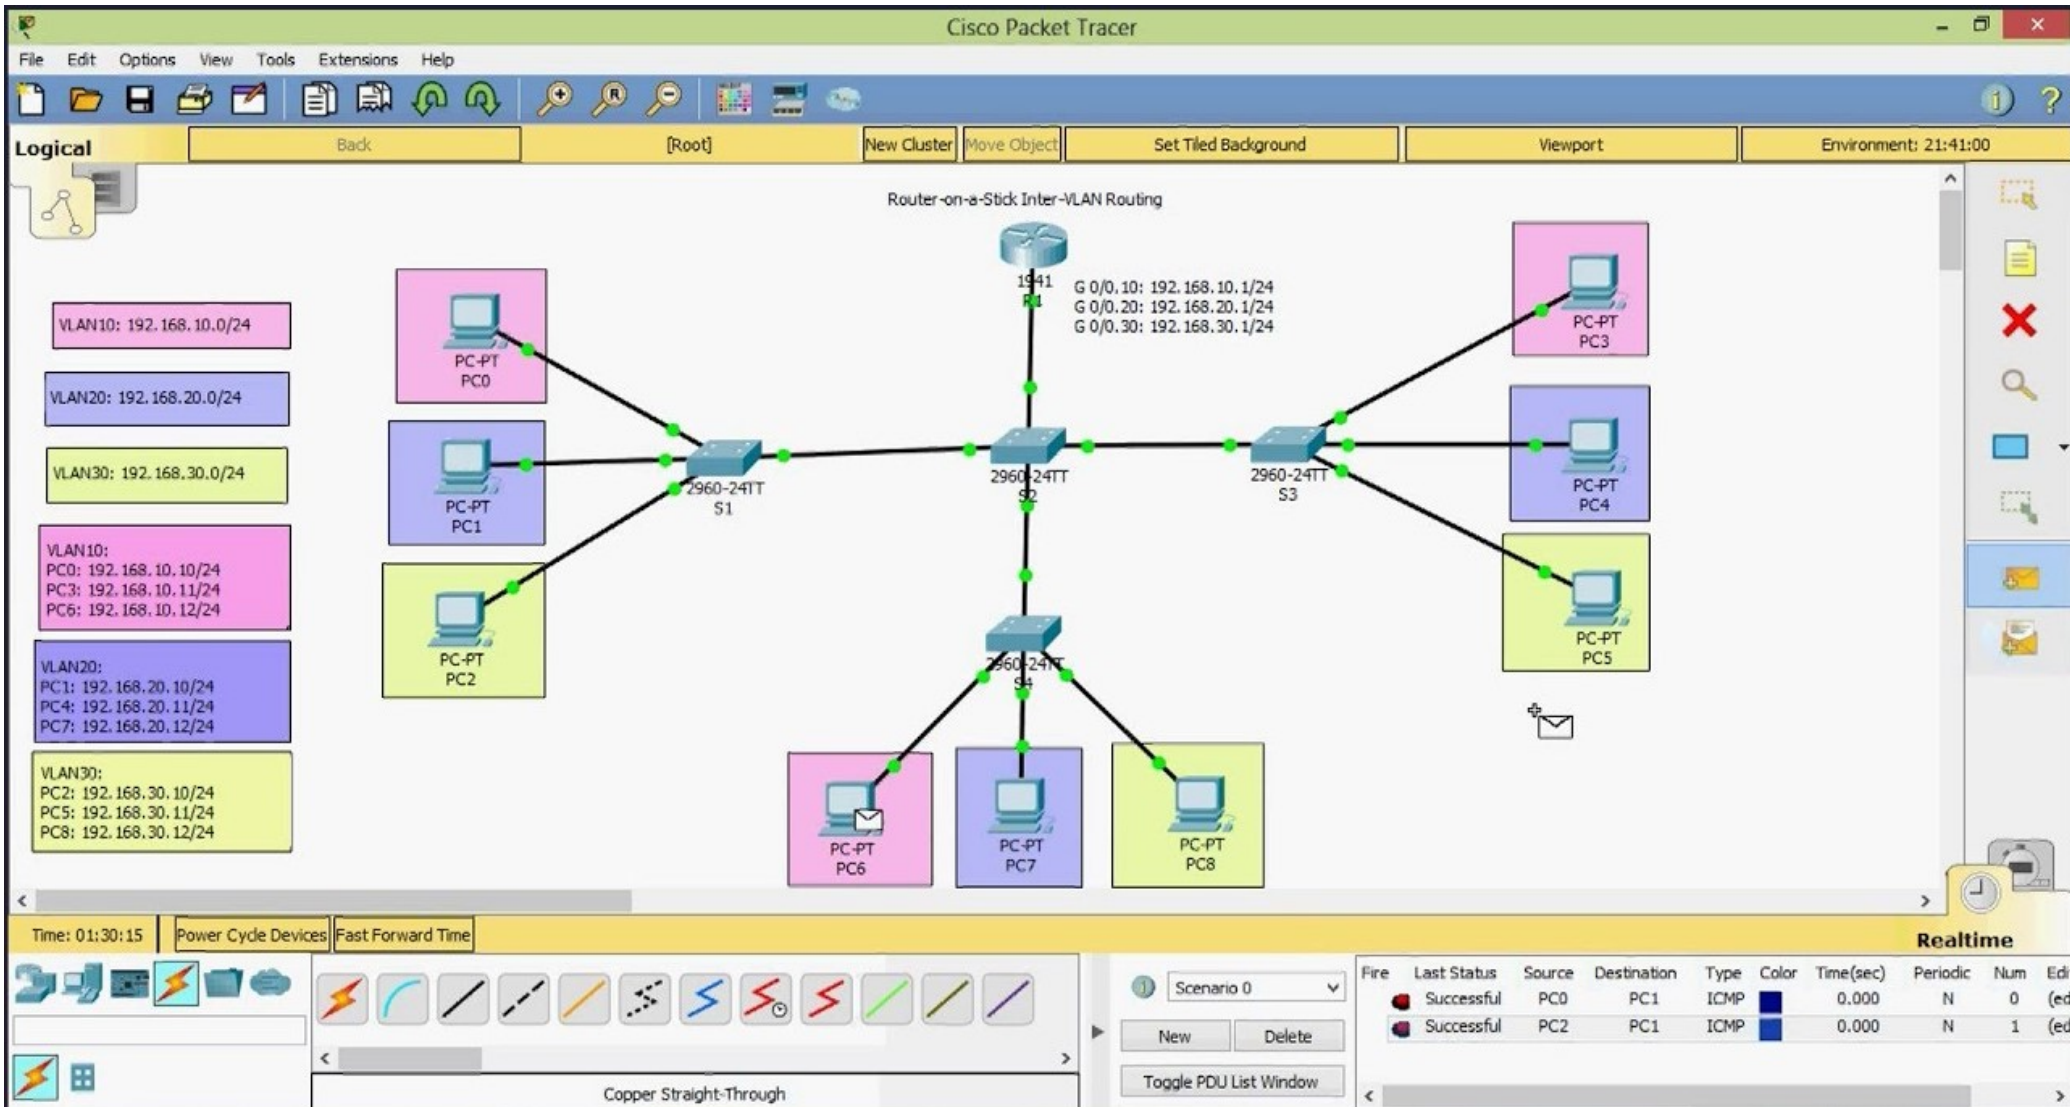 Cisco Packet Tracer
File Edit Options View Tools Extensions Help
Logical
Back
[Root]
New Cluster
Move Object
Set Tiled Background
Viewport
Environment: 21:41:00
Router-on-a-Stick Inter-VLAN Routing
1941
G 0/0.10: 192.168.10.1/24
G 0/0.20: 192.168.20.1/24
G 0/0.30: 192.168.30.1/24
VLAN10: 192.168.10.0/24
VLAN20: 192.168.20.0/24
VLAN30: 192.168.30.0/24
VLAN10:
PC0: 192.168.10.10/24
PC3: 192.168.10.11/24
PC6: 192.168.10.12/24
VLAN20:
PC1: 192.168.20.10/24
PC4: 192.168.20.11/24
PC7: 192.168.20.12/24
VLAN30:
PC2: 192.168.30.10/24
PC5: 192.168.30.11/24
PC8: 192.168.30.12/24
PC-PT
PC0
PC-PT
PC1
PC-PT
PC2
2960-24TT
S1
2960-24TT
S2
2960-24TT
S3
2960-24TT
S4
PC-PT
PC3
PC-PT
PC4
PC-PT
PC5
PC-PT
PC6
PC-PT
PC7
PC-PT
PC8
Time: 01:30:15
Power Cycle Devices
Fast Forward Time
Realtime
Copper Straight-Through
Scenario 0
New
Delete
Toggle PDU List Window
Fire Last Status Source Destination Type Color Time(sec) Periodic Num Edi
Successful PC0 PC1 ICMP 0.000 N 0 (ed
Successful PC2 PC1 ICMP 0.000 N 1 (ed